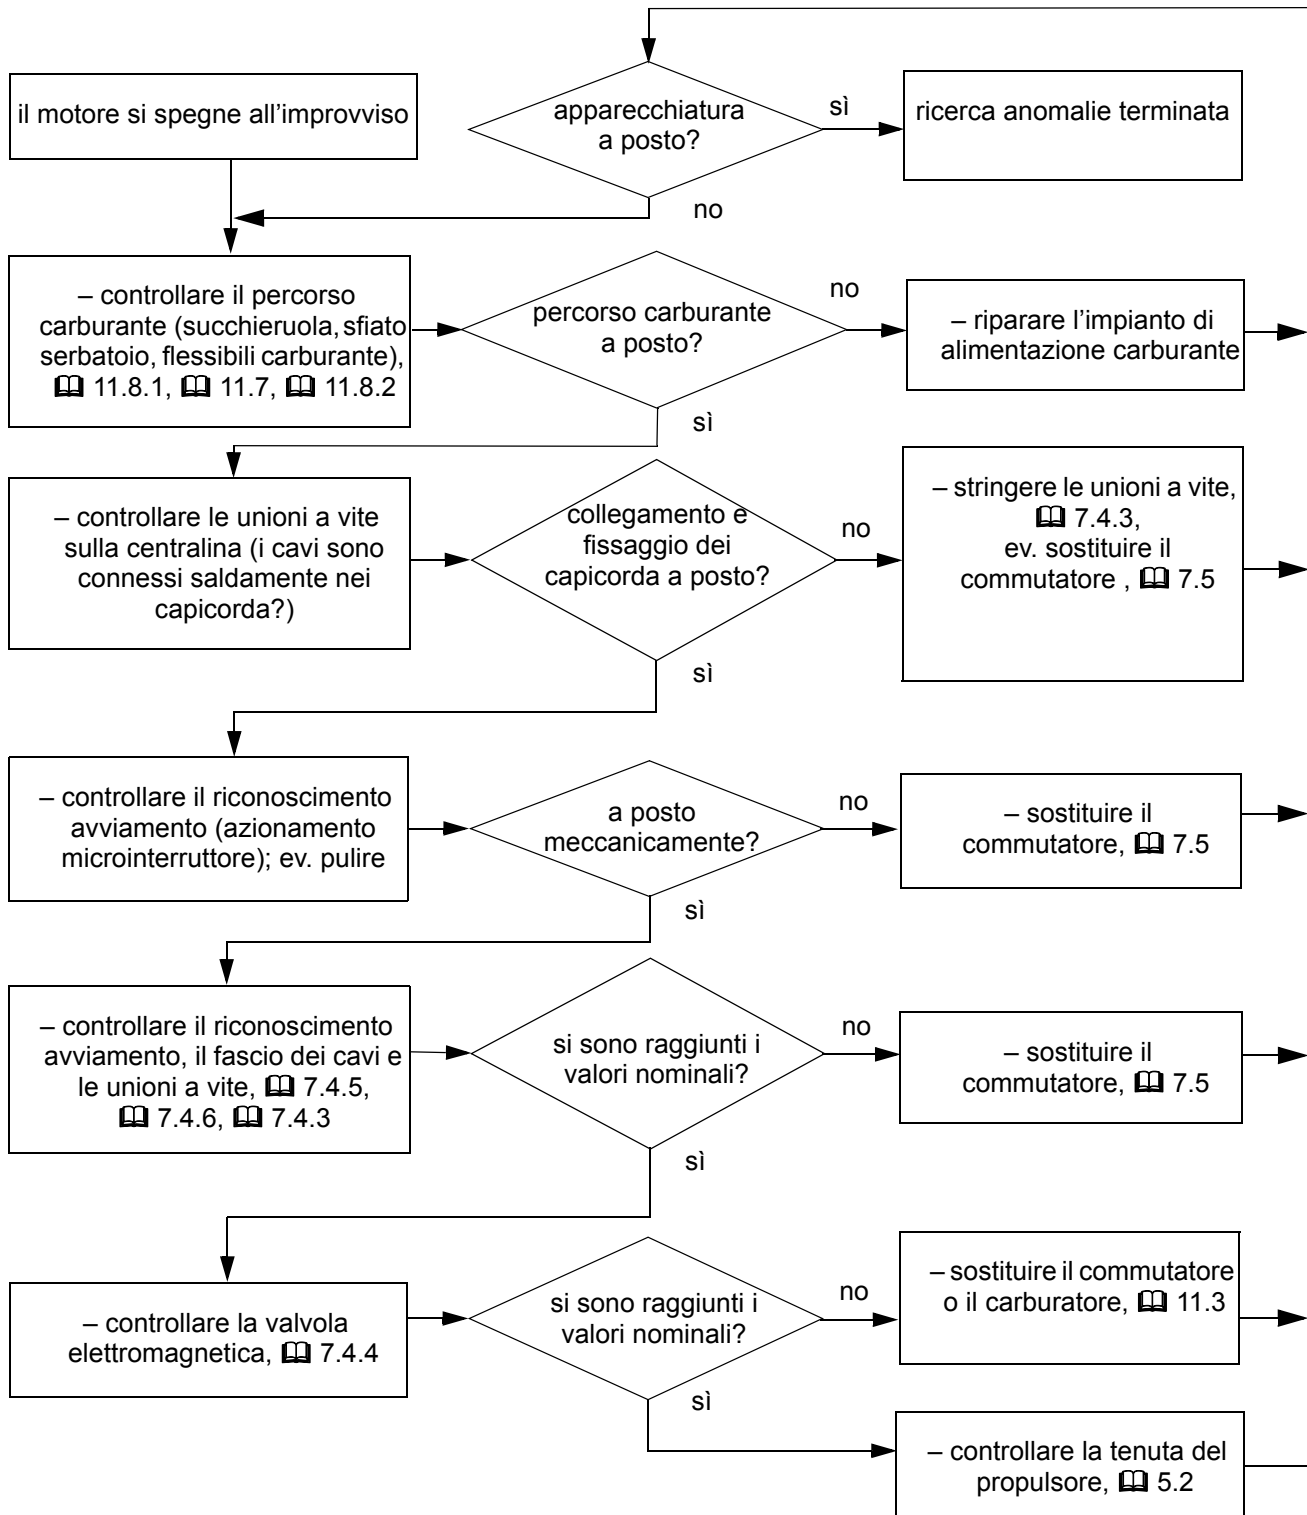 il motore si spegne all'improvviso
apparecchiatura
a posto?
sì
ricerca anomalie terminata
no
– controllare il percorso
carburante (succhieruola, sfiato
serbatoio, flessibili carburante),
11.8.1, 11.7, 11.8.2
percorso carburante
a posto?
no
– riparare l'impianto di
alimentazione carburante
sì
– controllare le unioni a vite
sulla centralina (i cavi sono
connessi saldamente nei
capicorda?)
collegamento e
fissaggio dei
capicorda a posto?
no
– stringere le unioni a vite,
7.4.3,
ev. sostituire il
commutatore , 7.5
sì
– controllare il riconoscimento
avviamento (azionamento
microinterruttore); ev. pulire
a posto
meccanicamente?
no
– sostituire il
commutatore, 7.5
sì
– controllare il riconoscimento
avviamento, il fascio dei cavi e
le unioni a vite, 7.4.5,
7.4.6, 7.4.3
si sono raggiunti i
valori nominali?
no
– sostituire il
commutatore, 7.5
sì
– controllare la valvola
elettromagnetica, 7.4.4
si sono raggiunti i
valori nominali?
no
– sostituire il commutatore
o il carburatore, 11.3
sì
– controllare la tenuta del
propulsore, 5.2